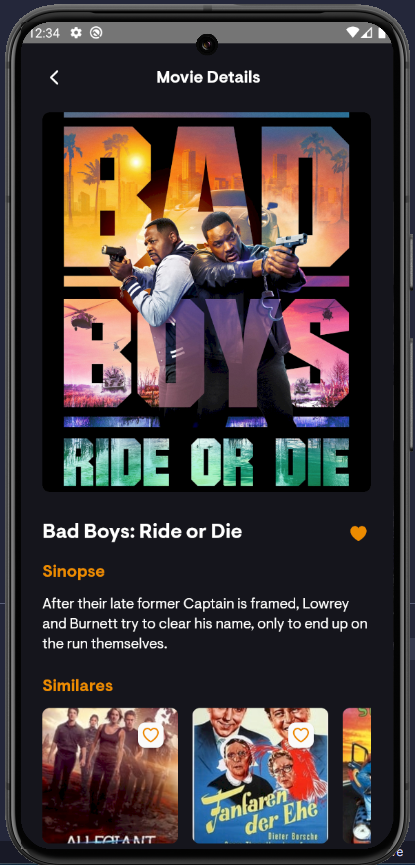 12:34
Movie Details
BAD
BOYS
RIDE OR DIE
Bad Boys: Ride or Die
Sinopse
After their late former Captain is framed, Lowrey
and Burnett try to clear his name, only to end up on
the run themselves.
Similares
ALLEGIANT
Fanfaren
der Ehe
Dieter Borsche